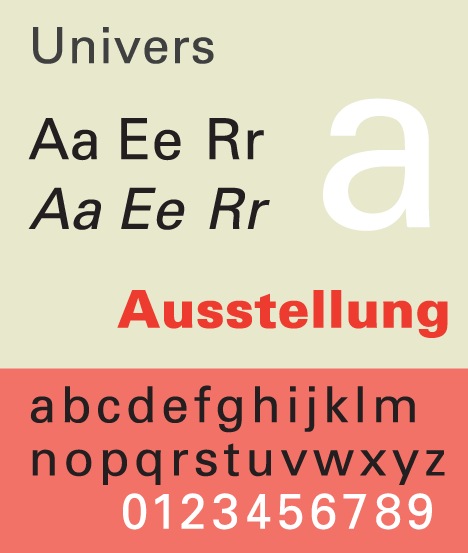 Univers
Aa Ee Rr
a
Aa Ee Rr
Ausstellung
abcdefghijklm
nopqrstuvwxyz
0123456789